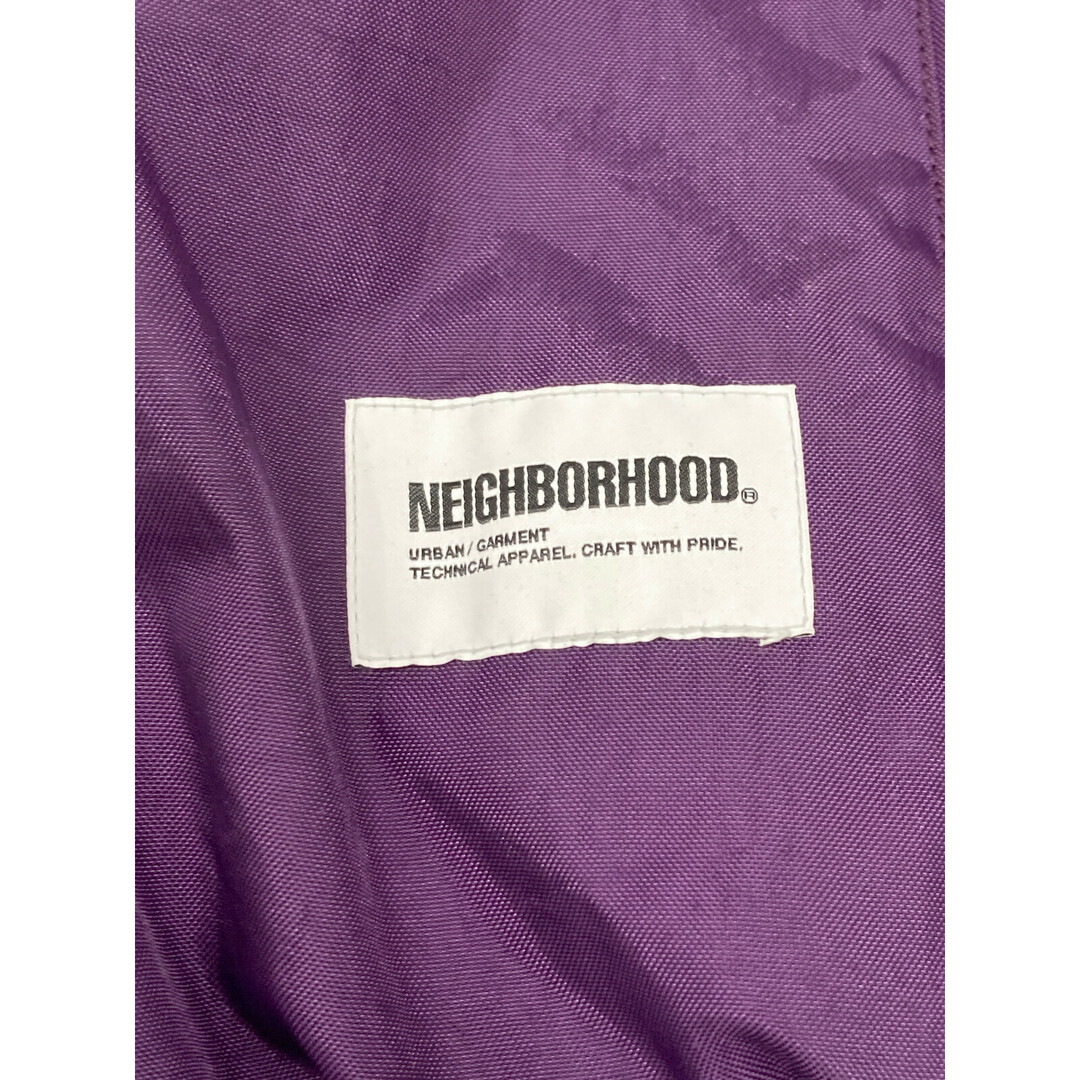 NEIGHBORHOOD®
URBAN / GARMENT
TECHNICAL APPAREL. CRAFT WITH PRIDE.